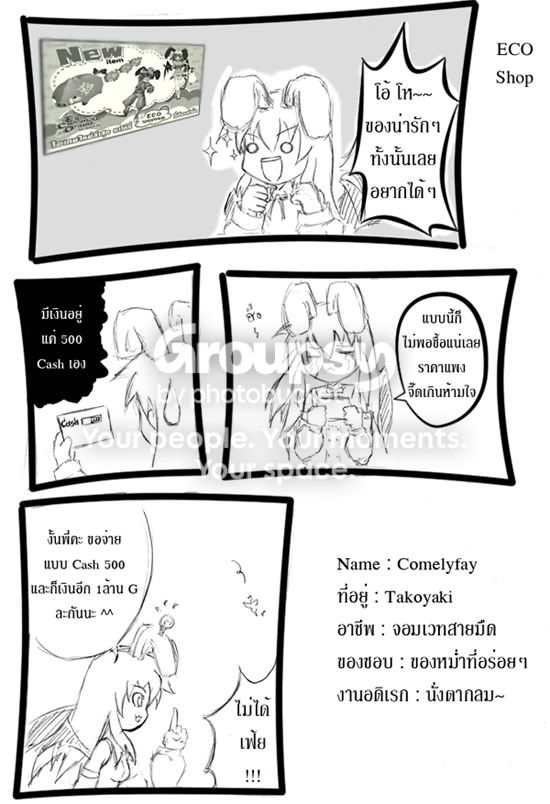 ECO
Shop
New
item
ECO
โอ้ โห~~
ของน่ารักๆ
ทั้งนั้นเลย
อยากได้ๆ
มีเงินอยู่
แค่ 500
Cash เอง
Cash
แบบนี้ก็
ไม่พอซื้อแน่เลย
ราคาแพง
จี๊ดเกินห้ามใจ
Groupsy
by photobucket
Your people. Your moments.
Your space.
งั้นพี่คะ ขอจ่าย
แบบ Cash 500
และก็เงินอีก 1ล้าน G
ละกันนะ ^^
ไม่ได้
เฟ้ย
!!!
Name : Comelyfay
ที่อยู่ : Takoyaki
อาชีพ : จอมเวทสายมืด
ของชอบ : ของหม่ำที่อร่อยๆ
งานอดิเรก : นั่งตากลม~